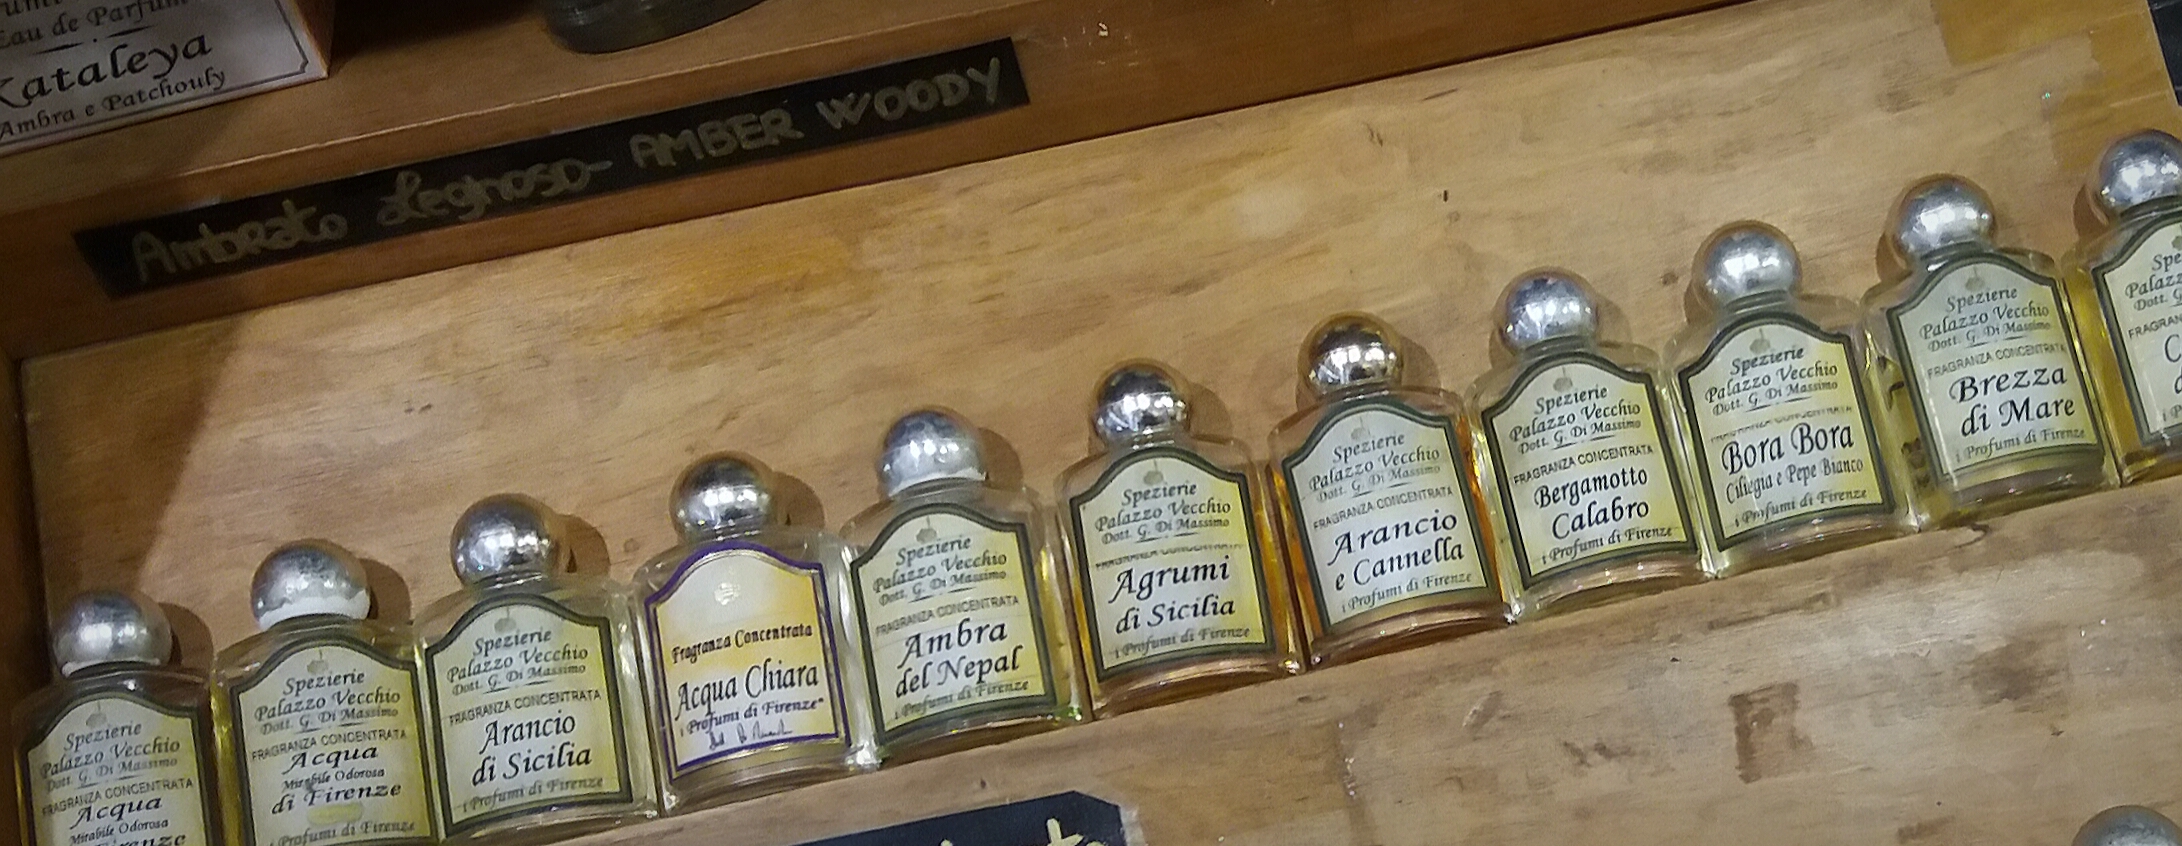 Eau de Parfum
Kataleya
Ambra e Patchouly
Ambrato Legnoso - AMBER WOODY
Spezierie
Palazzo Vecchio
Dott. G. Di Massimo
FRAGRANZA CONCENTRATA
Acqua
Mirabile Odorosa
Spezierie
Palazzo Vecchio
Dott. G. Di Massimo
FRAGRANZA CONCENTRATA
Acqua
Mirabile Odorosa
di Firenze
i Profumi di Firenze
Spezierie
Palazzo Vecchio
Dott. G. Di Massimo
FRAGRANZA CONCENTRATA
Arancio
di Sicilia
i Profumi di Firenze
Fragranza Concentrata
Acqua Chiara
"i Profumi di Firenze"
Spezierie
Palazzo Vecchio
Dott. G. Di Massimo
FRAGRANZA CONCENTRATA
Ambra
del Nepal
i Profumi di Firenze
Spezierie
Palazzo Vecchio
Dott. G. Di Massimo
FRAGRANZA CONCENTRATA
Agrumi
di Sicilia
i Profumi di Firenze
Spezierie
Palazzo Vecchio
Dott. G. Di Massimo
FRAGRANZA CONCENTRATA
Arancio
e Cannella
i Profumi di Firenze
Spezierie
Palazzo Vecchio
Dott. G. Di Massimo
FRAGRANZA CONCENTRATA
Bergamotto
Calabro
i Profumi di Firenze
Spezierie
Palazzo Vecchio
Dott. G. Di Massimo
FRAGRANZA CONCENTRATA
Bora Bora
Ciliegia e Pepe Bianco
i Profumi di Firenze
Spezierie
Palazzo Vecchio
Dott. G. Di Massimo
FRAGRANZA CONCENTRATA
Brezza
di Mare
i Profumi di Firenze
Dott. G.